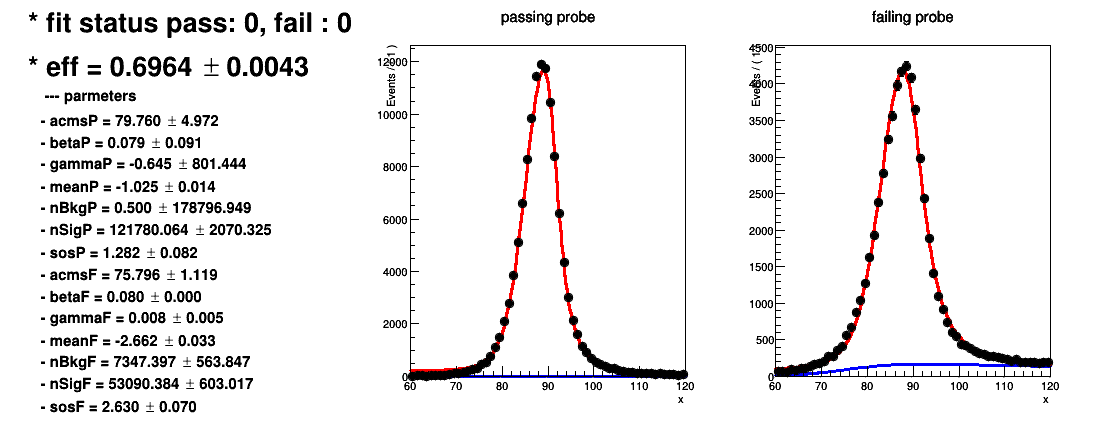 * fit status pass: 0, fail : 0
* eff = 0.6964 ± 0.0043
--- parmeters
- acmsP = 79.760 ± 4.972
- betaP = 0.079 ± 0.091
- gammaP = -0.645 ± 801.444
- meanP = -1.025 ± 0.014
- nBkgP = 0.500 ± 178796.949
- nSigP = 121780.064 ± 2070.325
- sosP = 1.282 ± 0.082
- acmsF = 75.796 ± 1.119
- betaF = 0.080 ± 0.000
- gammaF = 0.008 ± 0.005
- meanF = -2.662 ± 0.033
- nBkgF = 7347.397 ± 563.847
- nSigF = 53090.384 ± 603.017
- sosF = 2.630 ± 0.070
passing probe
Events / ( 1 )
12000
10000
8000
6000
4000
2000
0
60 70 80 90 100 110 120
x
failing probe
Events / ( 1 )
4500
4000
3500
3000
2500
2000
1500
1000
500
0
60 70 80 90 100 110 120
x